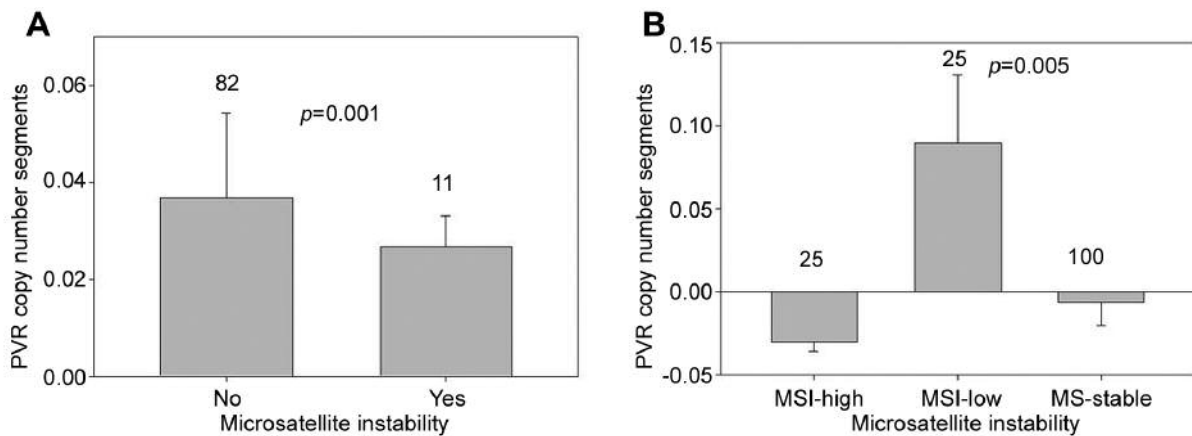 A
PVR copy number segments
0.06
0.04
0.02
0.00
82
p=0.001
11
No
Yes
Microsatellite instability
B
PVR copy number segments
0.15
0.10
0.05
0.00
-0.05
25
p=0.005
25
100
MSI-high
MSI-low
MS-stable
Microsatellite instability